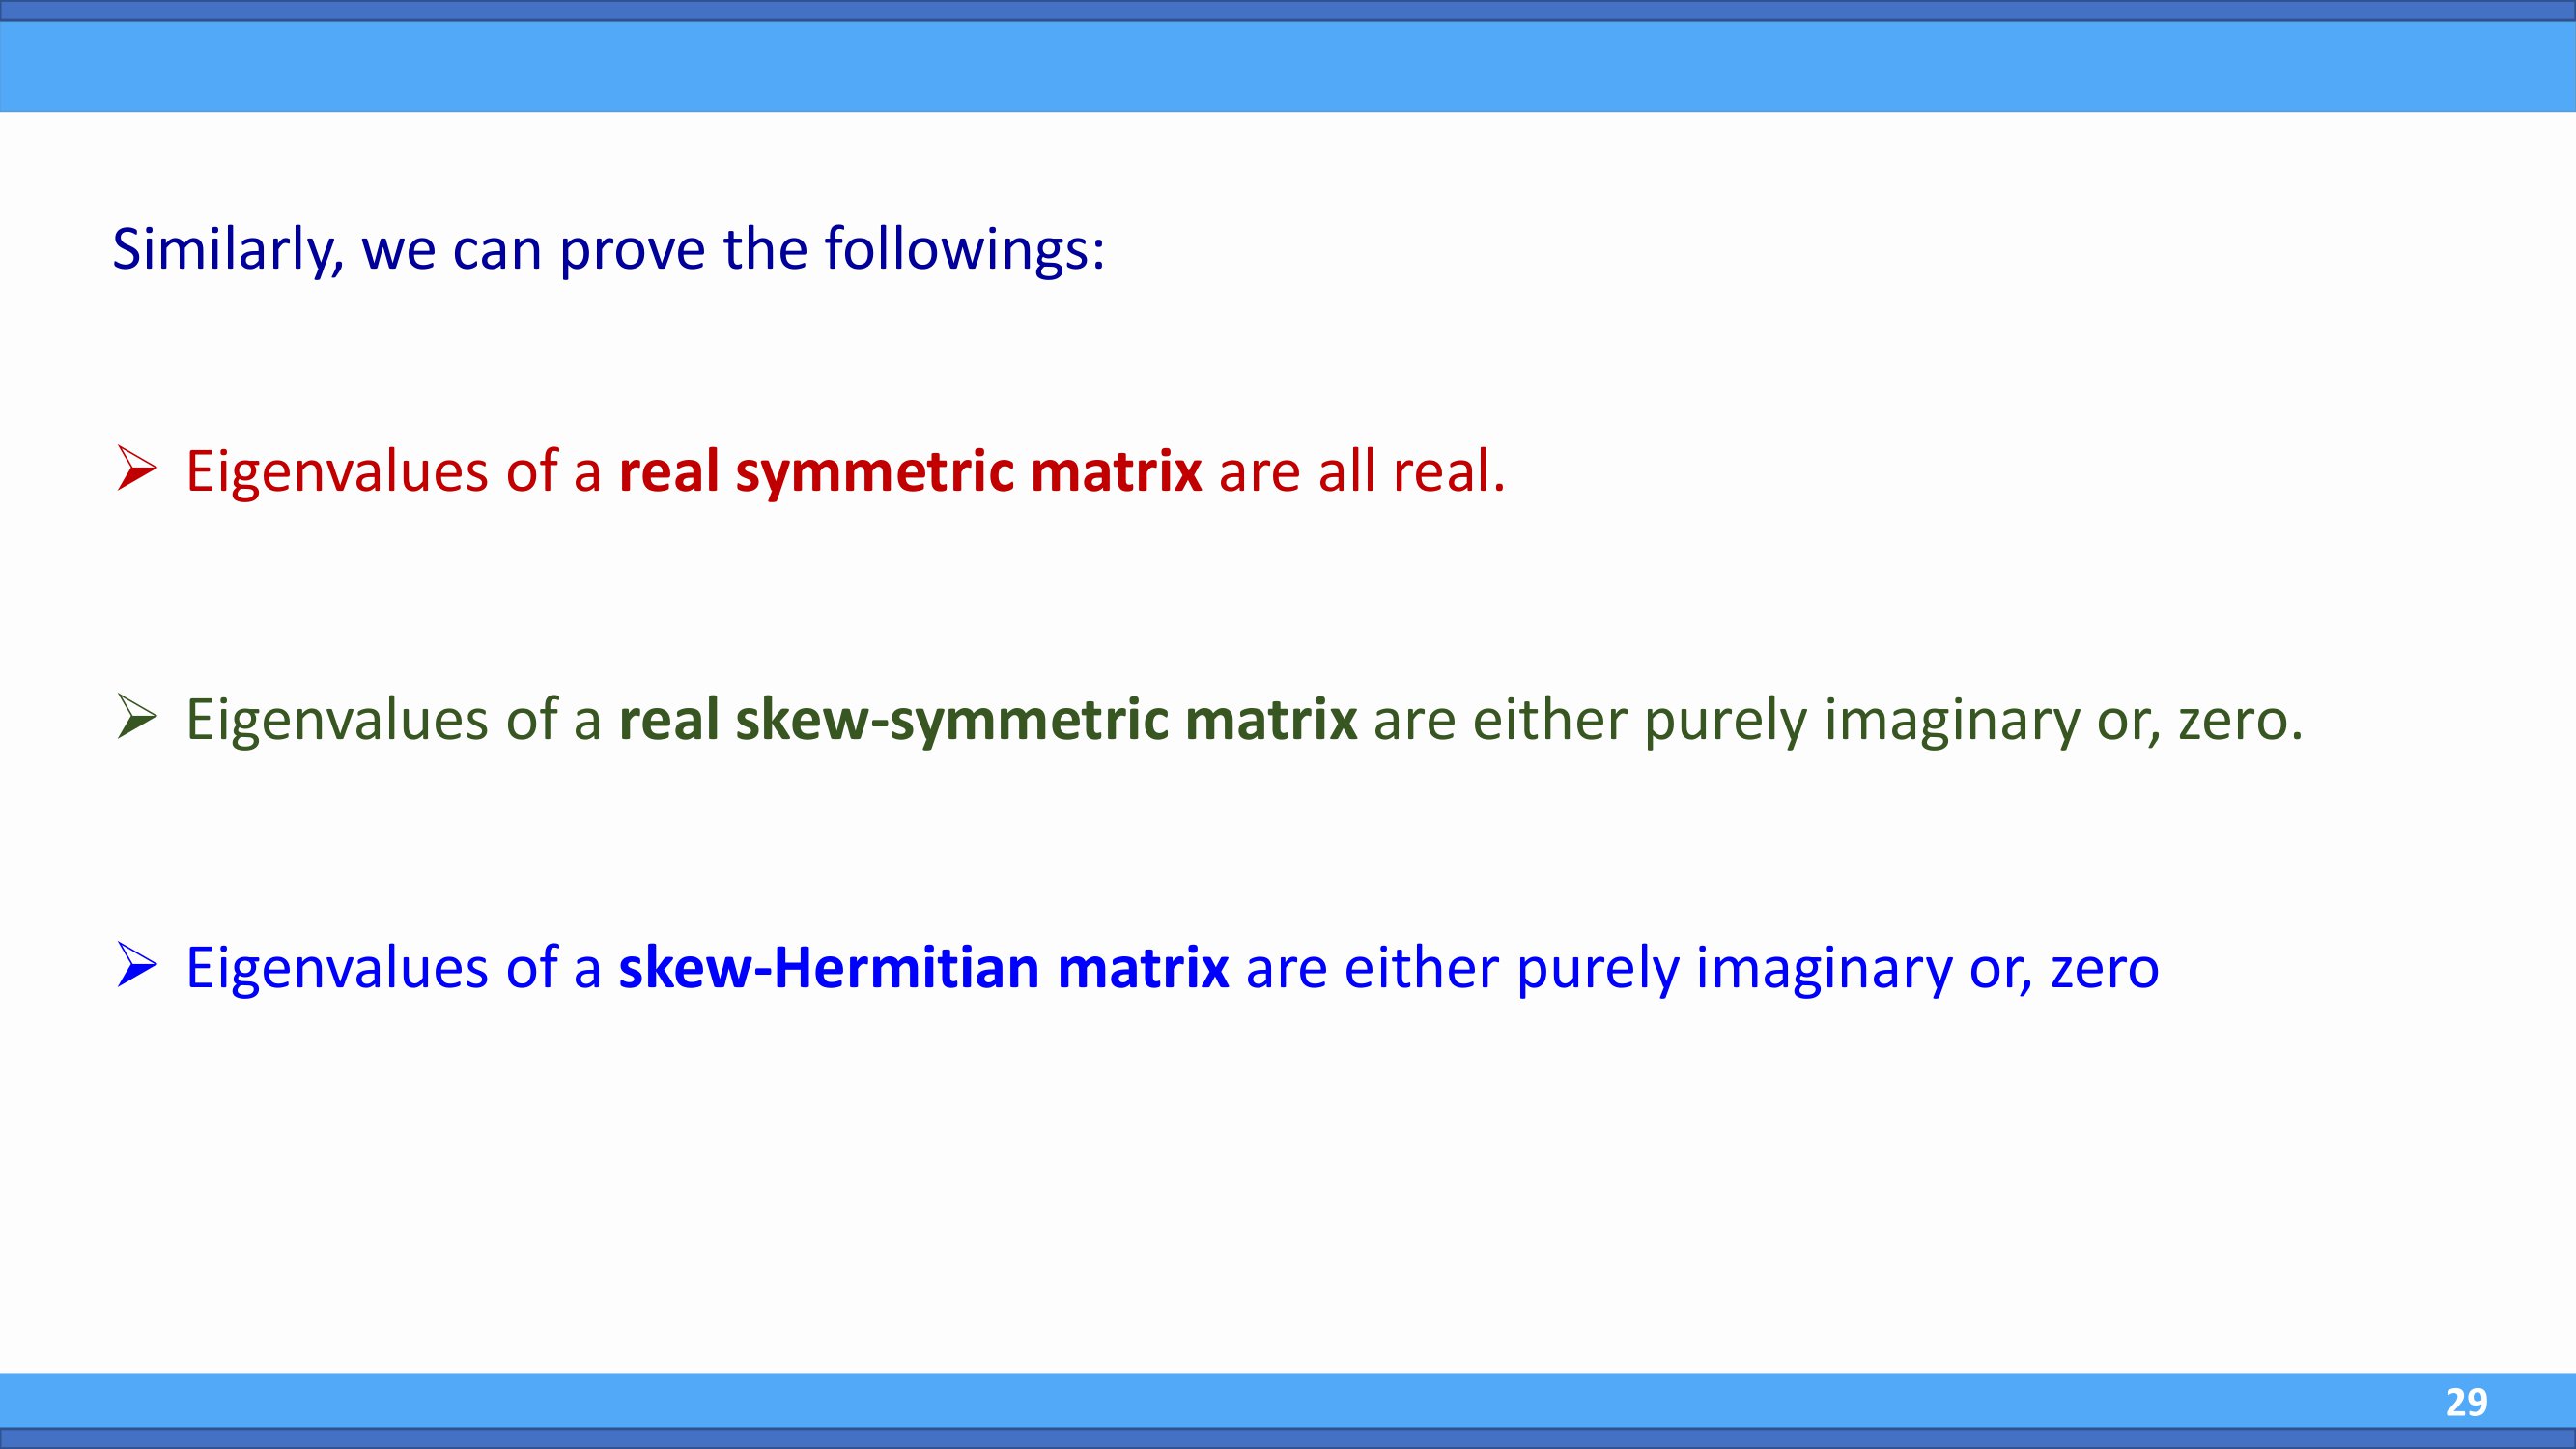 Similarly, we can prove the followings:
Eigenvalues of a real symmetric matrix are all real.
Eigenvalues of a real skew-symmetric matrix are either purely imaginary or, zero.
Eigenvalues of a skew-Hermitian matrix are either purely imaginary or, zero
29